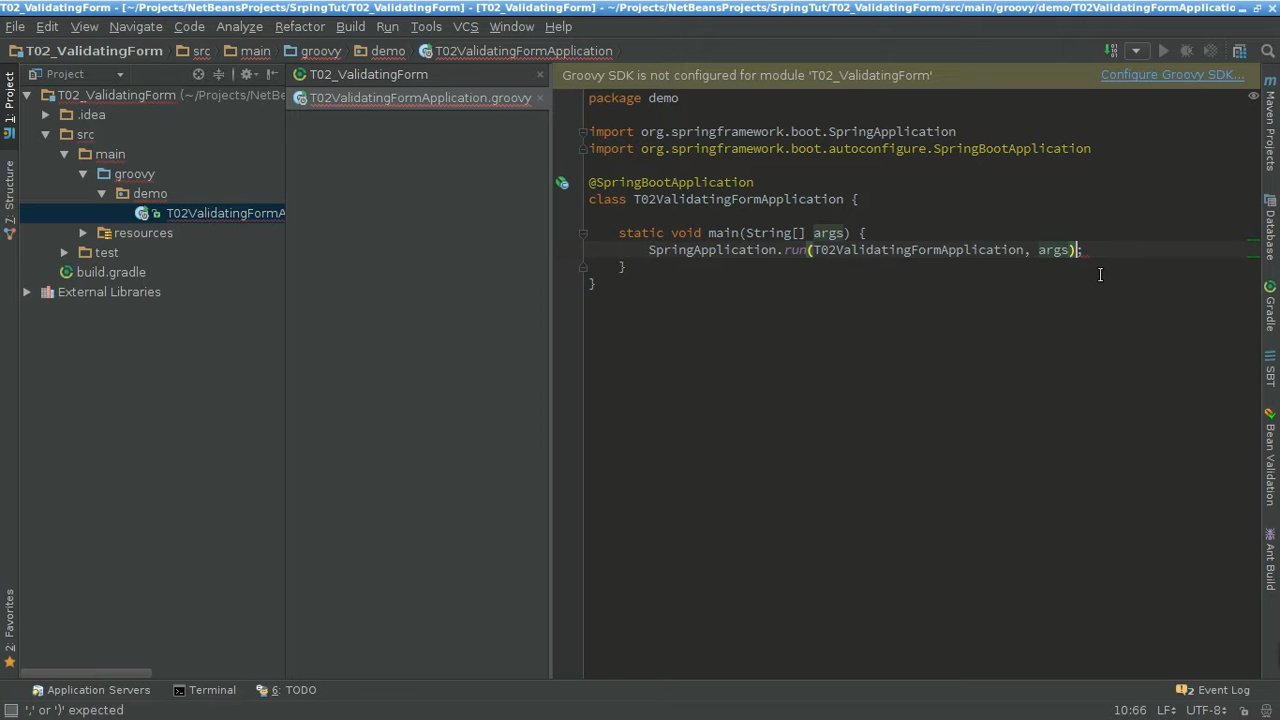 T02_ValidatingForm - [~/Projects/NetBeansProjects/SrpingTut/T02_ValidatingForm] - [T02_ValidatingForm] - ~/Projects/NetBeansProjects/SrpingTut/T02_ValidatingForm/src/main/groovy/demo/T02ValidatingFormApplicatio...
File Edit View Navigate Code Analyze Refactor Build Run Tools VCS Window Help
T02_ValidatingForm src main groovy demo T02ValidatingFormApplication
1: Project
7: Structure
2: Favorites
Project
T02_ValidatingForm (~/Projects/NetBe
.idea
src
main
groovy
demo
T02ValidatingFormA
resources
test
build.gradle
External Libraries
T02_ValidatingForm
T02ValidatingFormApplication.groovy
Groovy SDK is not configured for module 'T02_ValidatingForm'
Configure Groovy SDK...
package demo
import org.springframework.boot.SpringApplication
import org.springframework.boot.autoconfigure.SpringBootApplication
@SpringBootApplication
class T02ValidatingFormApplication {
static void main(String[] args) {
SpringApplication.run(T02ValidatingFormApplication, args);
}
}
Maven Projects
Database
Gradle
SBT
Bean Validation
Ant Build
Application Servers
Terminal
6: TODO
2 Event Log
',' or ')' expected
10:66 LF UTF-8